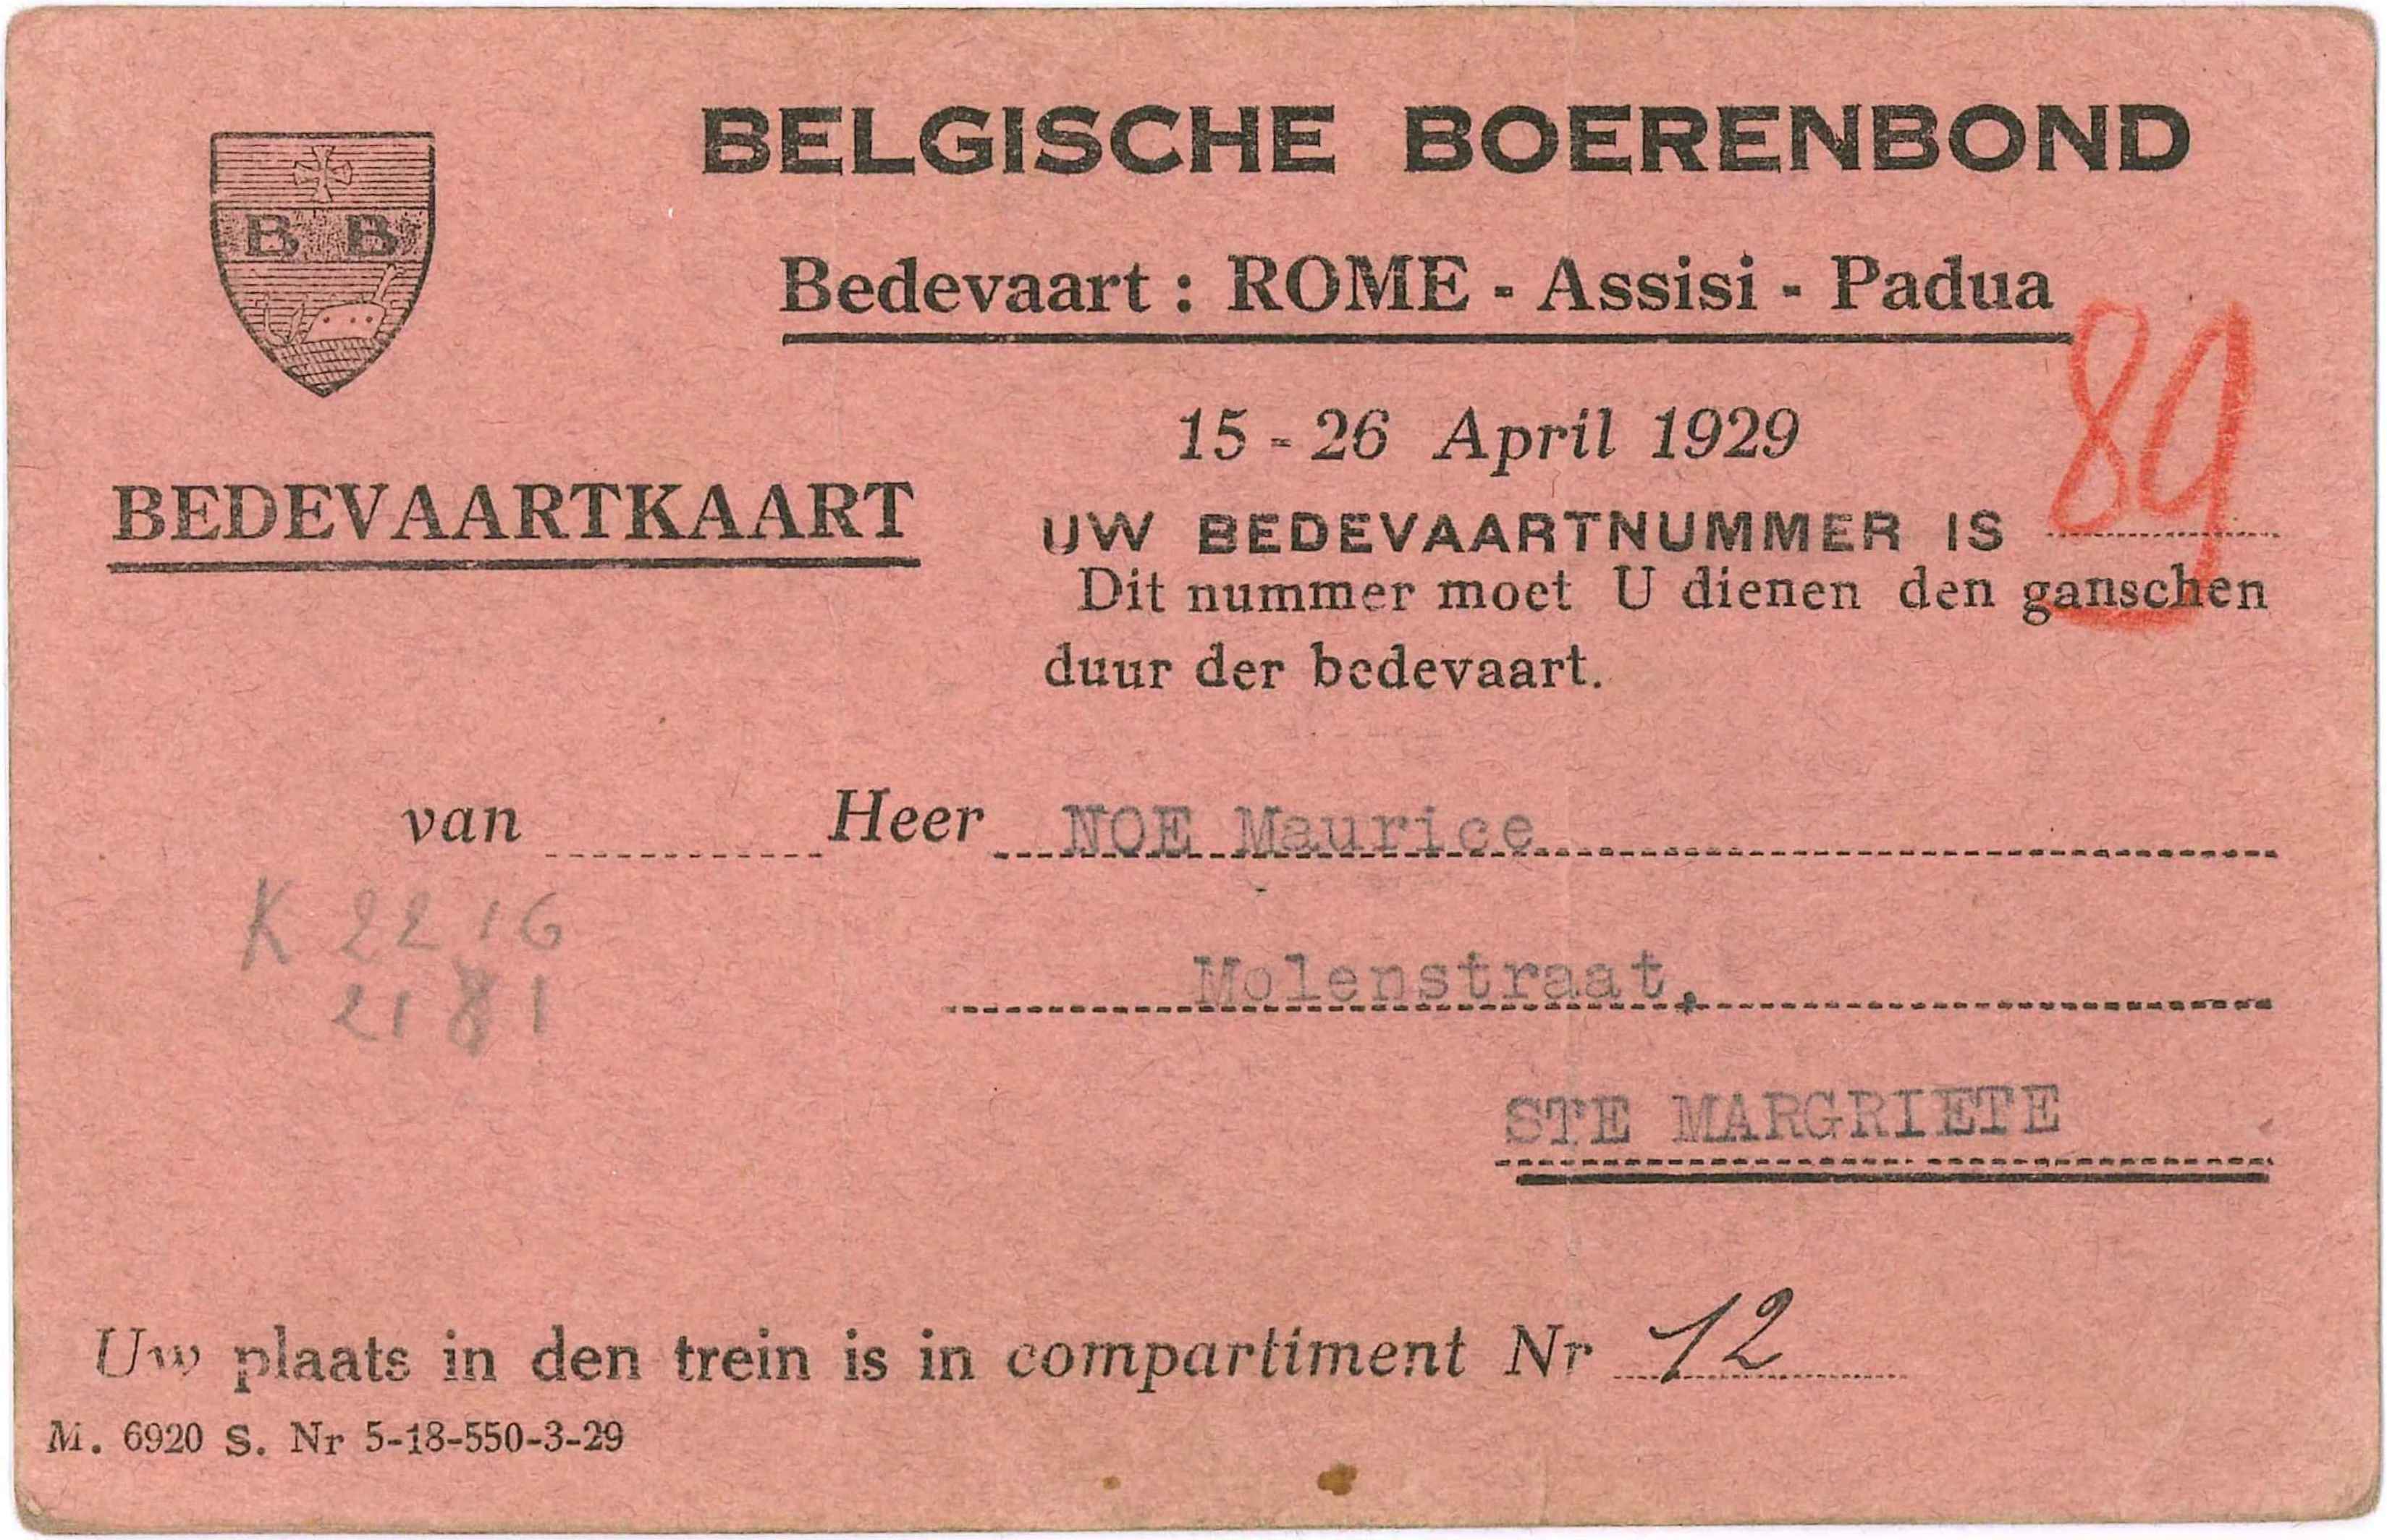 BELGISCHE BOERENBOND
B B
Bedevaart : ROME - Assisi - Padua
15 - 26 April 1929
BEDEVAARTKAART
UW BEDEVAARTNUMMER IS 89
Dit nummer moet U dienen den ganschen
duur der bedevaart.
van Heer NOE Maurice
K 2216
2181
Molenstraat.
STE MARGRIETE
Uw plaats in den trein is in compartiment Nr 12
M. 6920 S. Nr 5-18-550-3-29